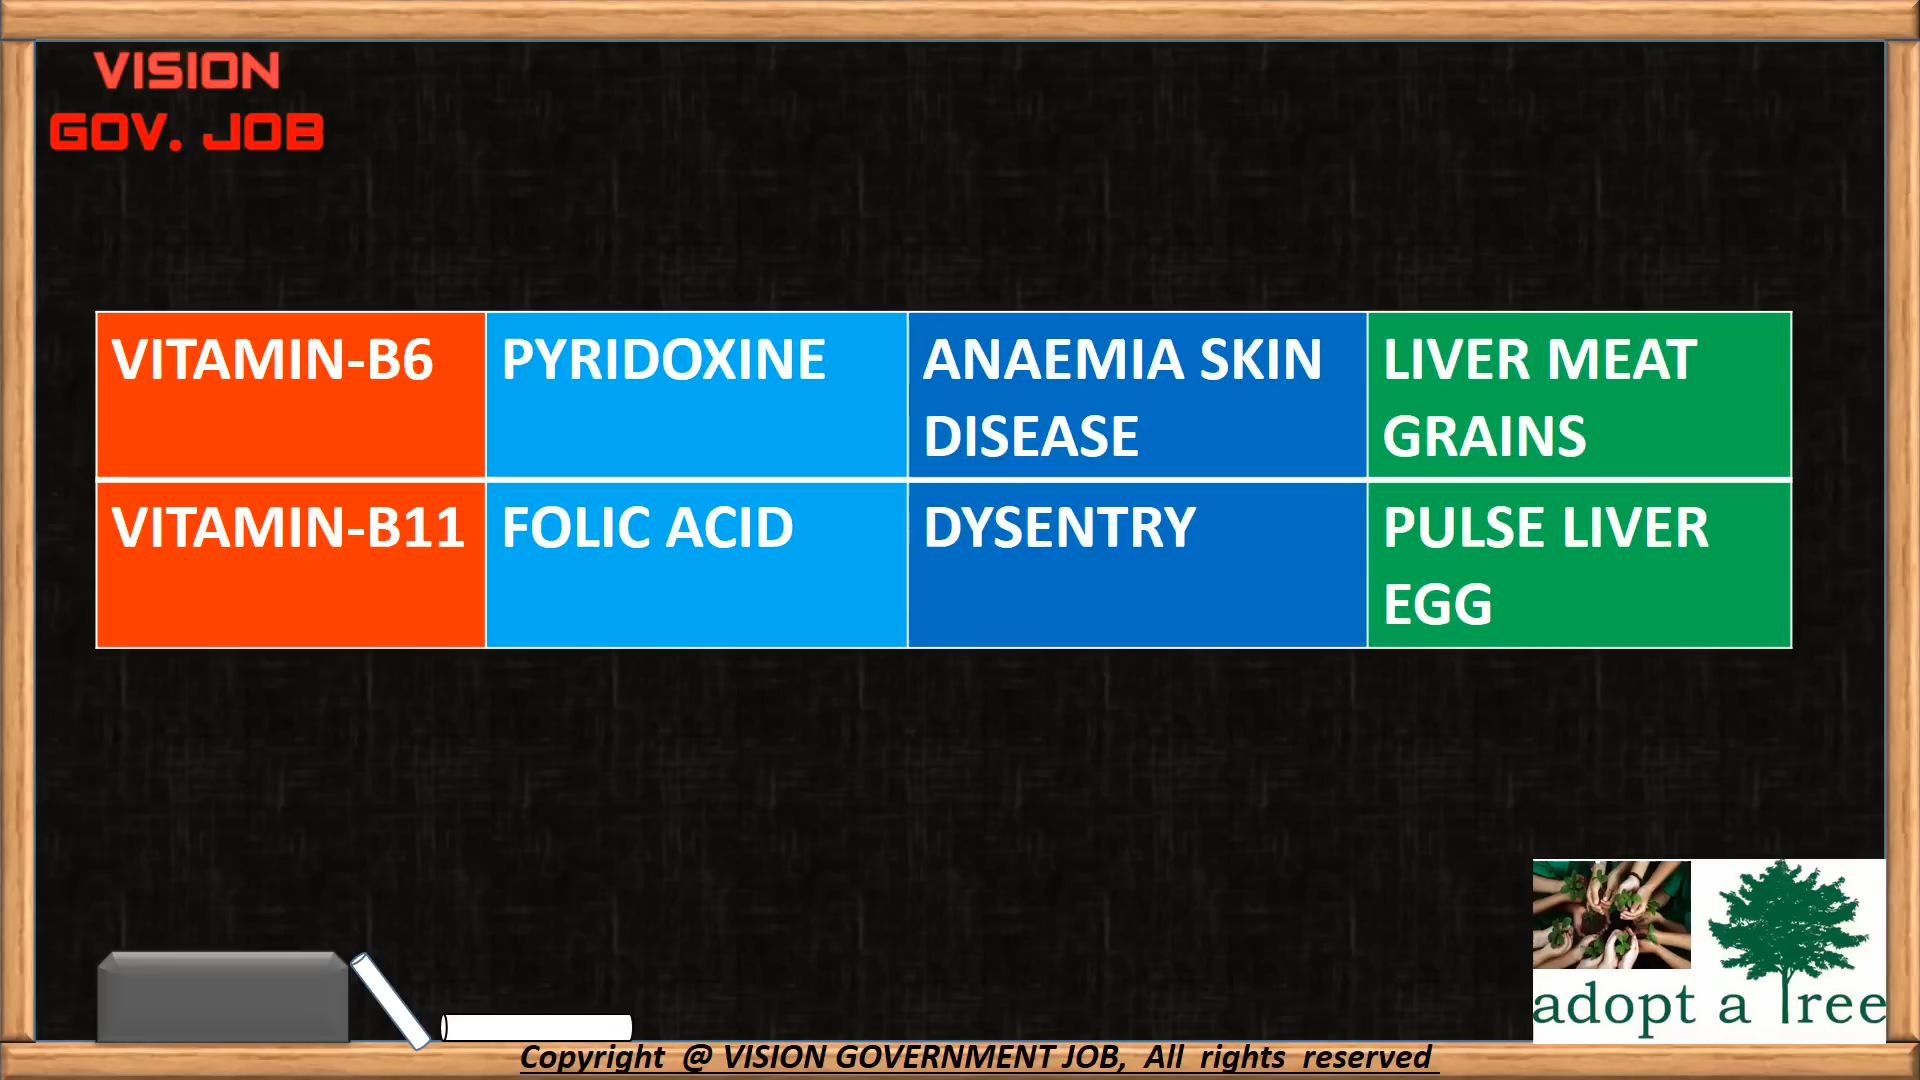 VISION
GOV. JOB
VITAMIN-B6
PYRIDOXINE
ANAEMIA SKIN
DISEASE
LIVER MEAT
GRAINS
VITAMIN-B11
FOLIC ACID
DYSENTRY
PULSE LIVER
EGG
adopt a Tree
Copyright @ VISION GOVERNMENT JOB, All rights reserved